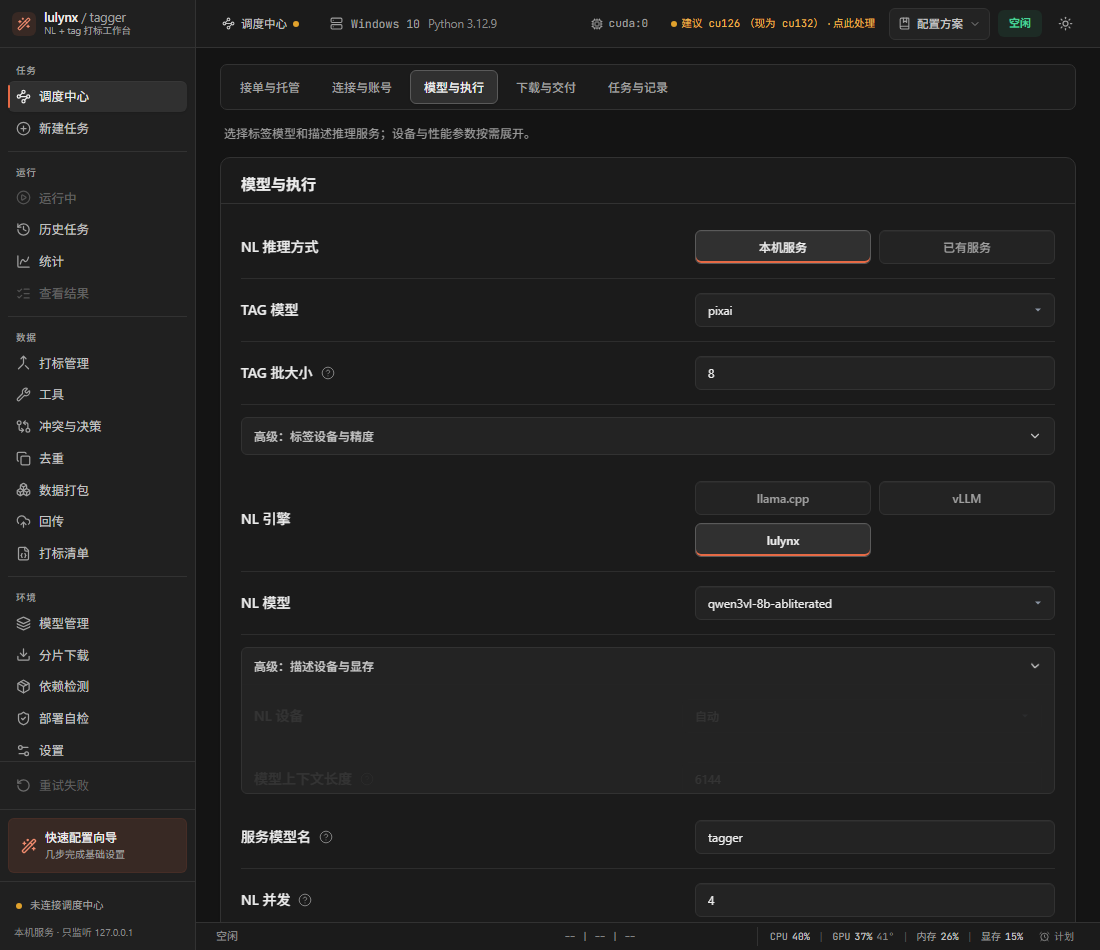 lulynx / tagger
NL + tag 打标工作台
任务
调度中心
新建任务
运行
运行中
历史任务
统计
查看结果
数据
打标管理
工具
冲突与决策
去重
数据打包
回传
打标清单
环境
模型管理
分片下载
依赖检测
部署自检
设置
重试失败
快速配置向导
几步完成基础设置
未连接调度中心
本机服务 · 只监听 127.0.0.1
调度中心
Windows 10 Python 3.12.9
cuda:0
建议 cu126 (现为 cu132) · 点此处理
配置方案
空闲
接单与托管
连接与账号
模型与执行
下载与交付
任务与记录
选择标签模型和描述推理服务；设备与性能参数按需展开。
模型与执行
NL 推理方式
本机服务
已有服务
TAG 模型
pixai
TAG 批大小
8
高级：标签设备与精度
NL 引擎
llama.cpp
vLLM
lulynx
NL 模型
qwen3vl-8b-abliterated
高级：描述设备与显存
NL 设备
自动
模型上下文长度
6144
服务模型名
tagger
NL 并发
4
空闲
-- | -- | --
CPU 40% | GPU 37% 41° | 内存 26% | 显存 15%
计划